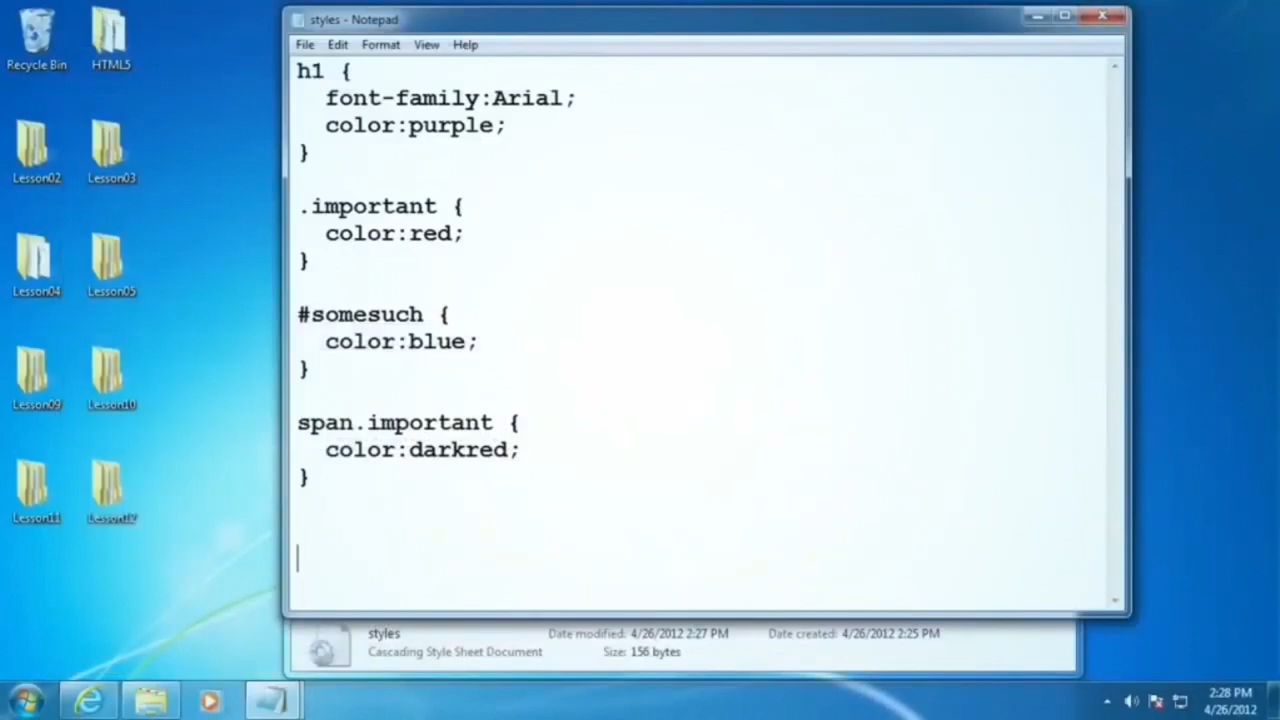 styles - Notepad
File Edit Format View Help
h1 {
font-family:Arial;
color:purple;
}
.important {
color:red;
}
#somesuch {
color:blue;
}
span.important {
color:darkred;
}
Recycle Bin HTML5
Lesson02 Lesson03
Lesson04 Lesson05
Lesson09 Lesson10
Lesson11 Lesson12
styles Date modified: 4/26/2012 2:27 PM Date created: 4/26/2012 2:25 PM
Cascading Style Sheet Document Size: 156 bytes
2:28 PM
4/26/2012